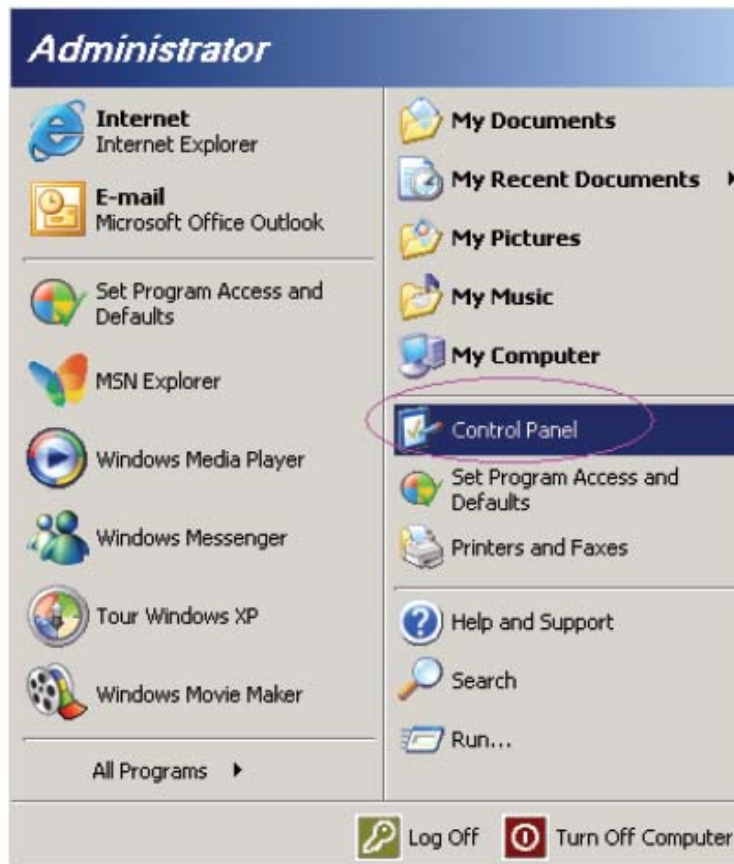 Administrator
Internet
Internet Explorer
E-mail
Microsoft Office Outlook
Set Program Access and
Defaults
MSN Explorer
Windows Media Player
Windows Messenger
Tour Windows XP
Windows Movie Maker
All Programs
My Documents
My Recent Documents
My Pictures
My Music
My Computer
Control Panel
Set Program Access and
Defaults
Printers and Faxes
Help and Support
Search
Run...
Log Off
Turn Off Computer